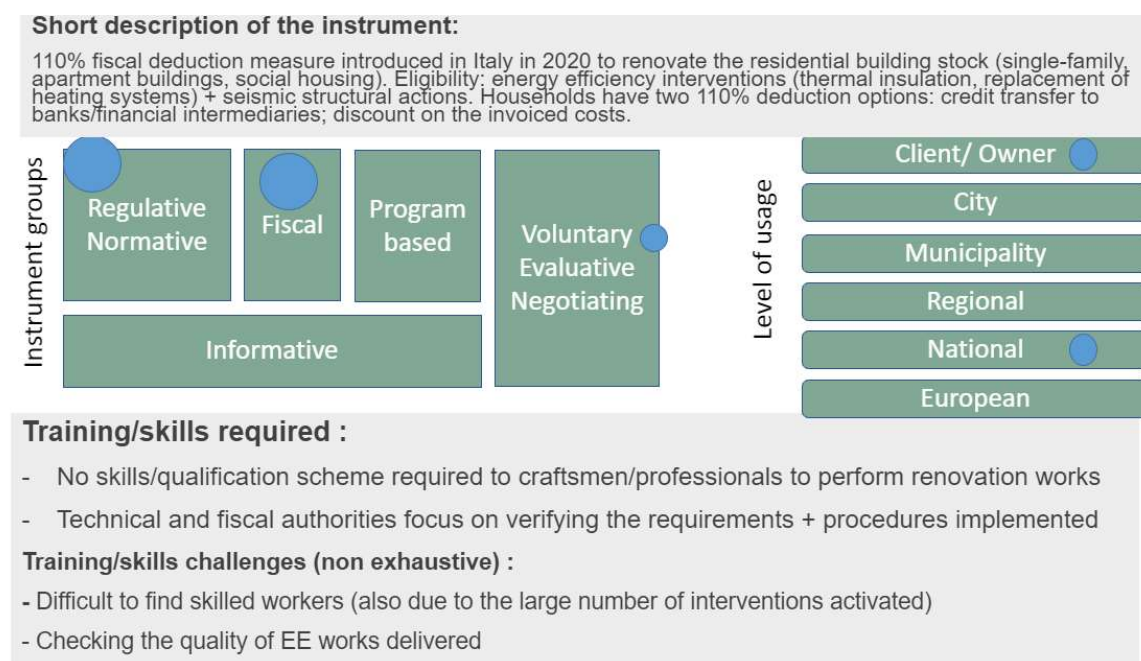 Short description of the instrument:
110% fiscal deduction measure introduced in Italy in 2020 to renovate the residential building stock (single-family,
apartment buildings, social housing). Eligibility: energy efficiency interventions (thermal insulation, replacement of
heating systems) + seismic structural actions. Households have two 110% deduction options: credit transfer to
banks/financial intermediaries; discount on the invoiced costs.
Instrument groups
Regulative
Normative
Fiscal
Program
based
Voluntary
Evaluative
Negotiating
Informative
Level of usage
Client/ Owner
City
Municipality
Regional
National
European
Training/skills required :
- No skills/qualification scheme required to craftsmen/professionals to perform renovation works
- Technical and fiscal authorities focus on verifying the requirements + procedures implemented
Training/skills challenges (non exhaustive) :
- Difficult to find skilled workers (also due to the large number of interventions activated)
- Checking the quality of EE works delivered